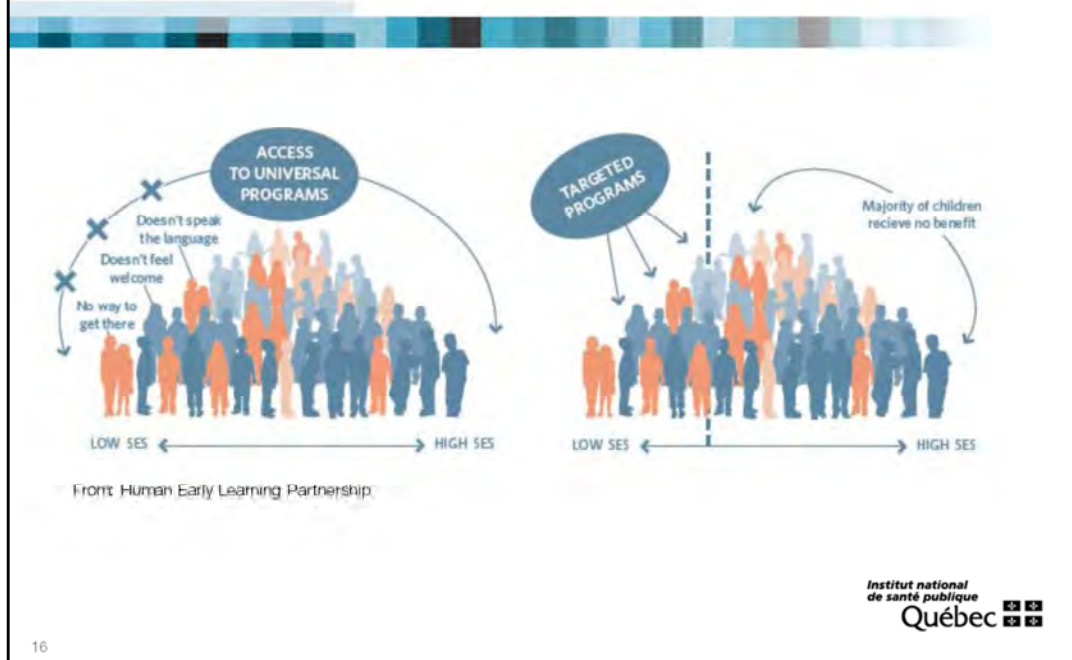 ACCESS
TO UNIVERSAL
PROGRAMS
Doesn't speak
the language
Doesn't feel
welcome
No way to
get there
LOW SES
HIGH SES
TARGETED
PROGRAMS
Majority of children
recieve no benefit
LOW SES
HIGH SES
From: Human Early Learning Partnership
Institut national
de santé publique
Québec
16